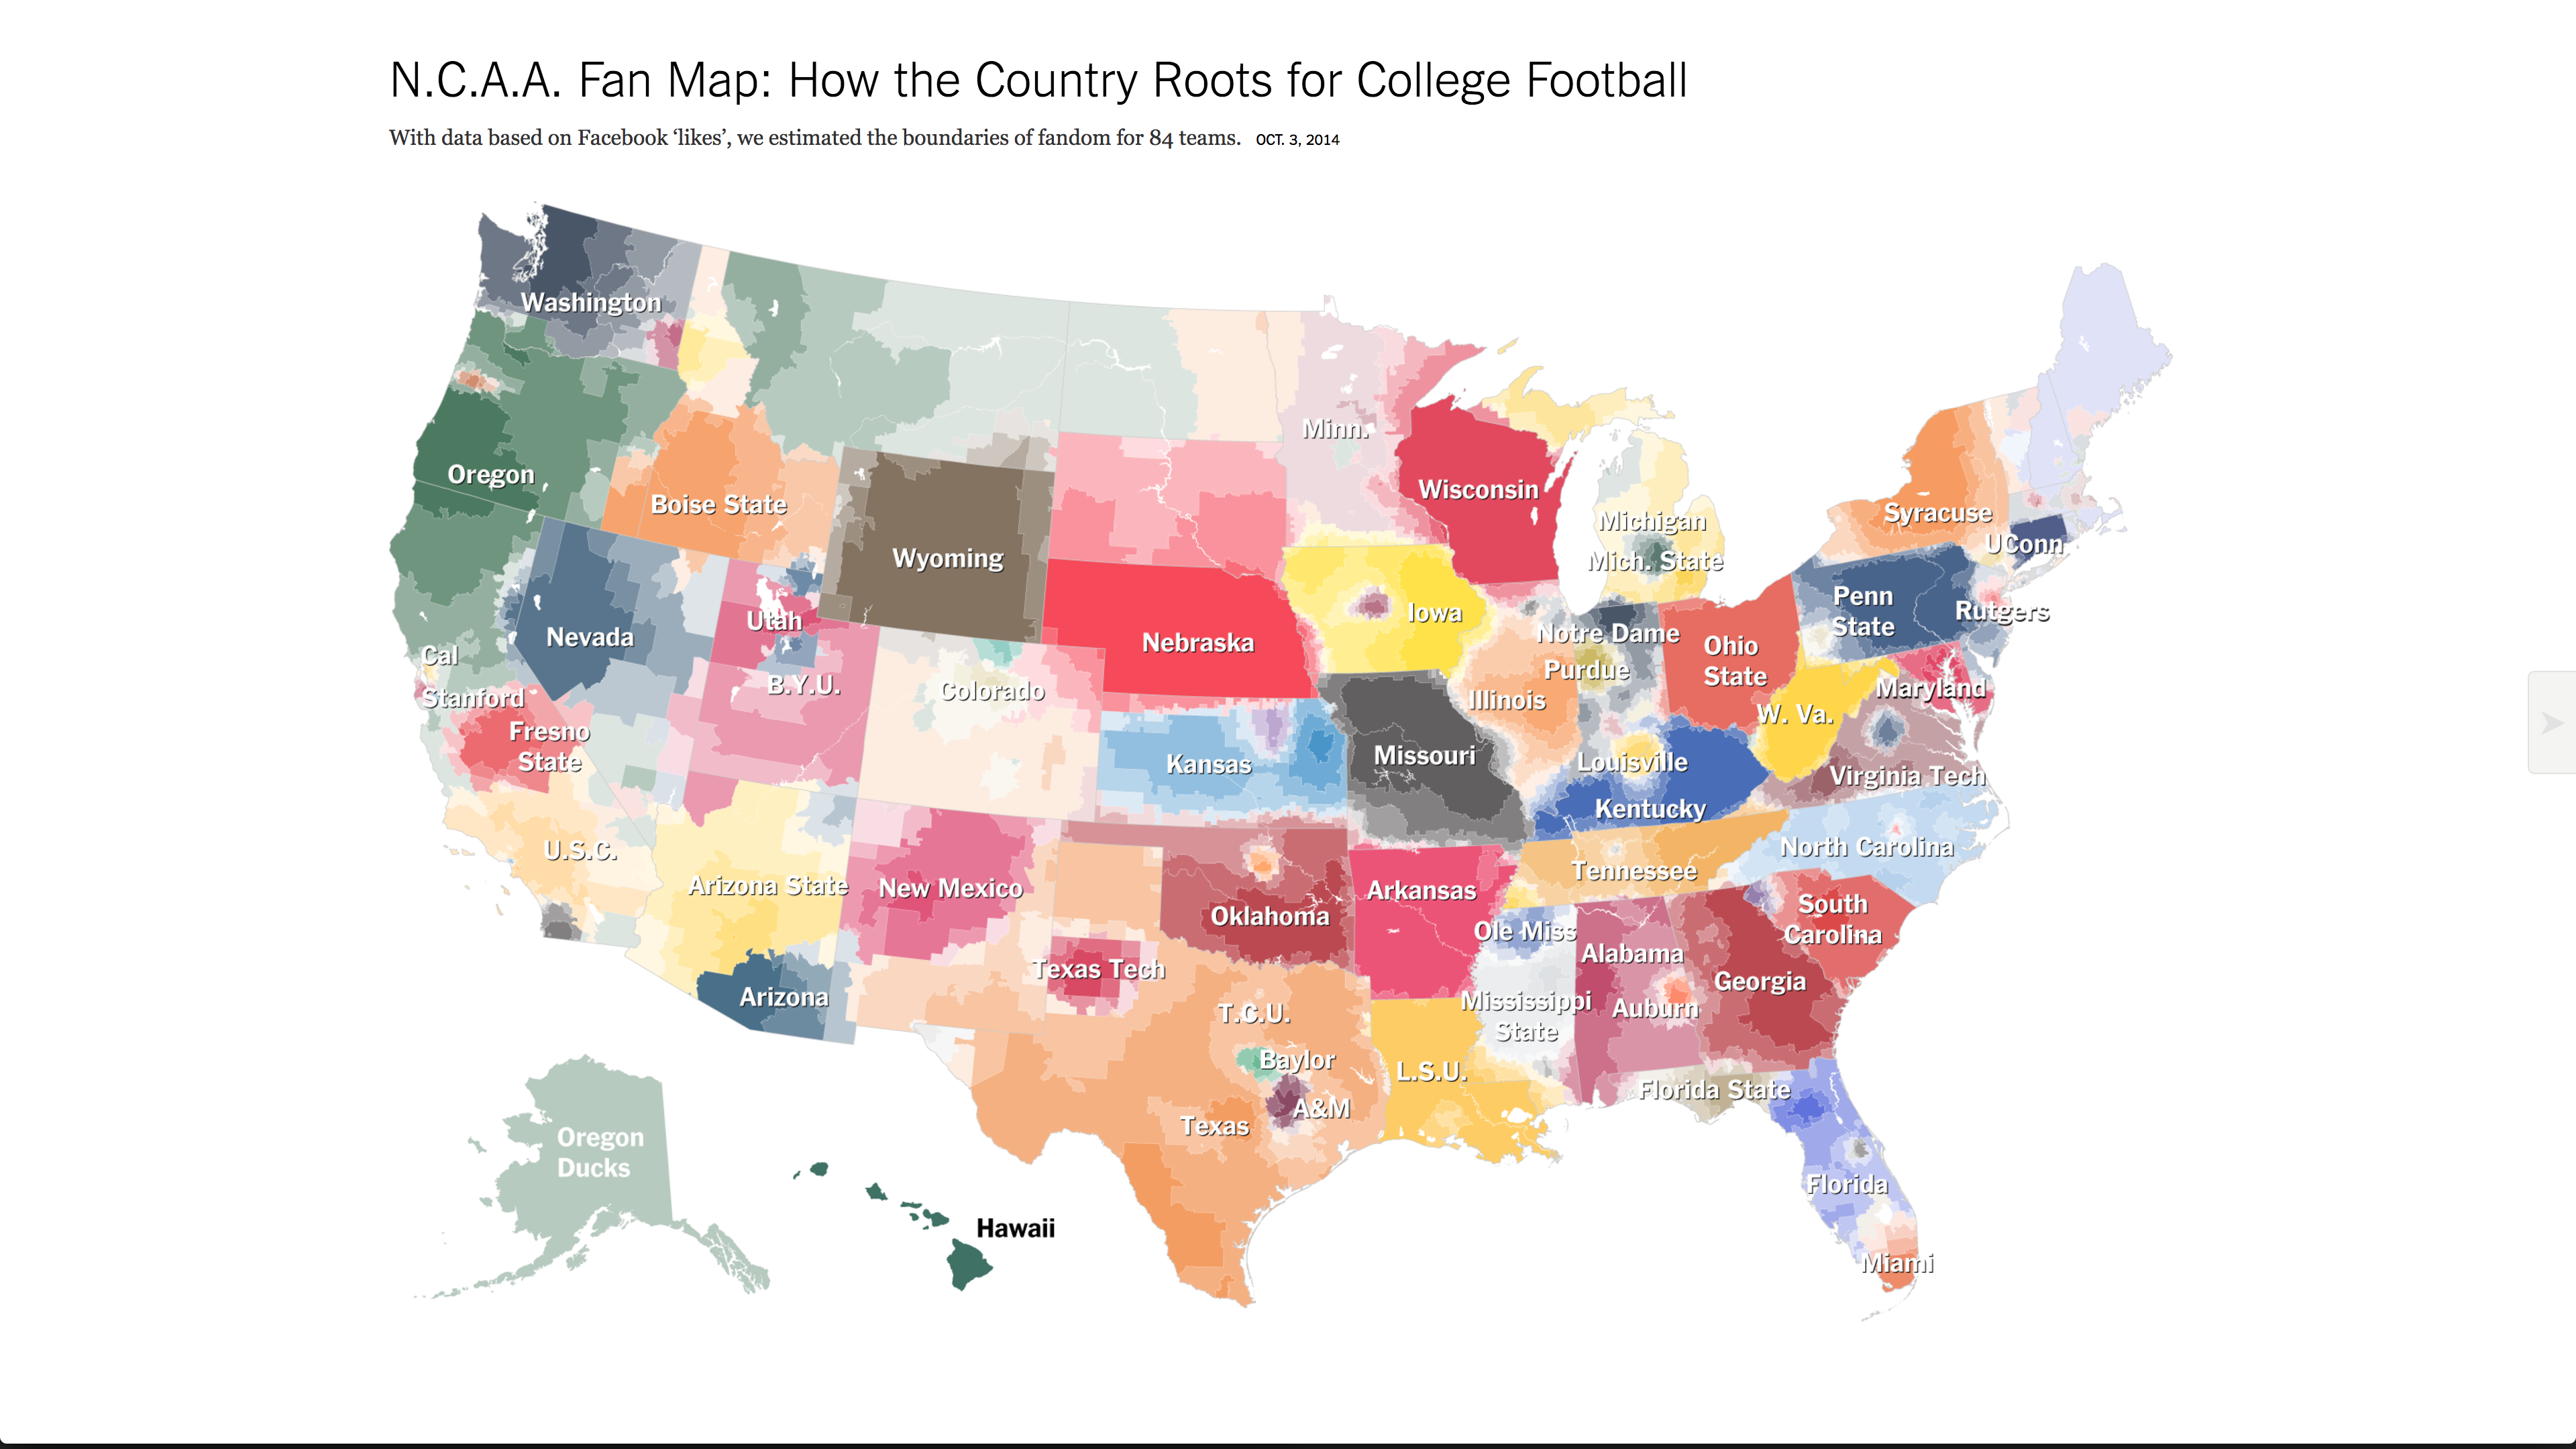 N.C.A.A. Fan Map: How the Country Roots for College Football
With data based on Facebook ‘likes’, we estimated the boundaries of fandom for 84 teams. OCT. 3, 2014
Washington
Minn.
Oregon
Boise State
Wisconsin
Michigan
Mich. State
Syracuse
UConn
Wyoming
Penn
State
Rutgers
Iowa
Utah
Nevada
Nebraska
Notre Dame
Ohio
State
Purdue
Cal
Stanford
B.Y.U.
Colorado
Illinois
Maryland
W. Va.
Fresno
State
Kansas
Missouri
Louisville
Virginia Tech
Kentucky
U.S.C.
North Carolina
Tennessee
Arizona State
New Mexico
Arkansas
Oklahoma
South
Carolina
Ole Miss
Alabama
Georgia
Texas Tech
Arizona
T.C.U.
Mississippi
State
Auburn
Baylor
L.S.U.
Florida State
A&M
Texas
Oregon
Ducks
Florida
Hawaii
Miami